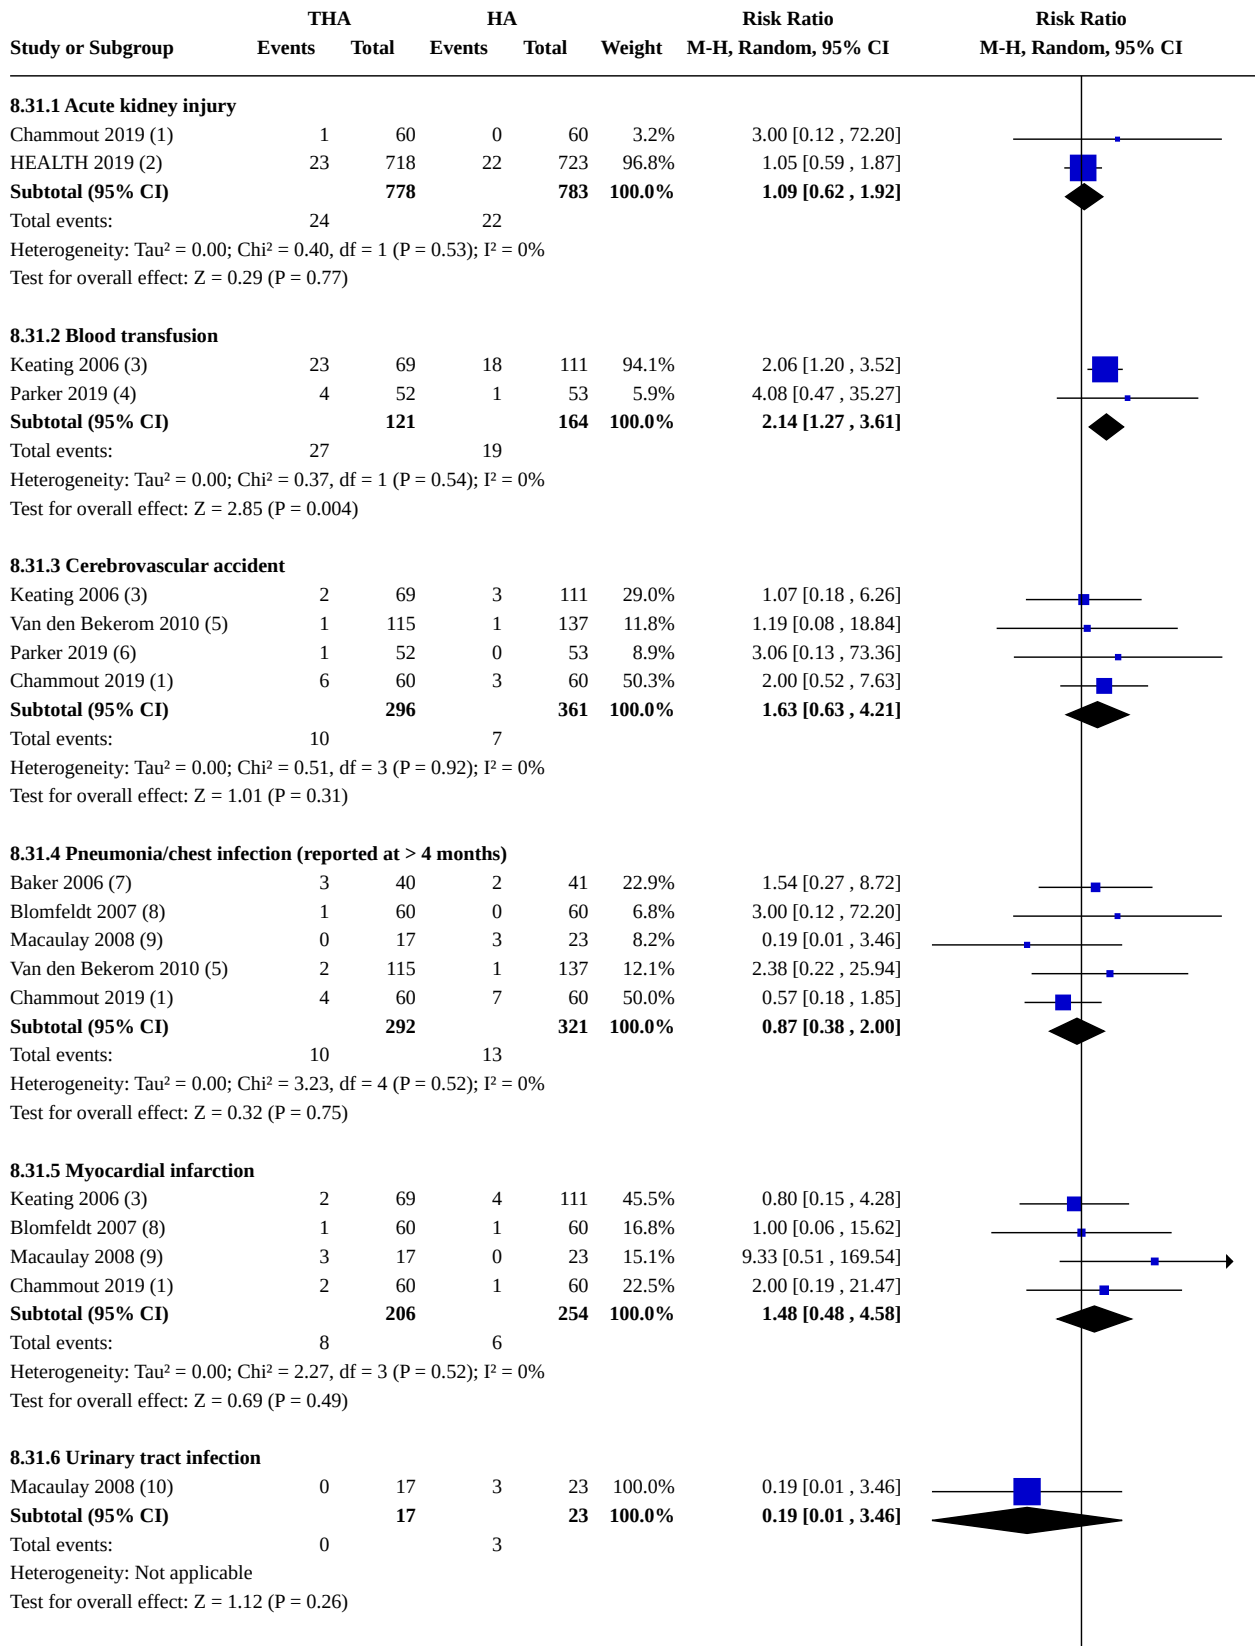 THA HA Risk Ratio Risk Ratio
Study or Subgroup Events Total Events Total Weight M-H, Random, 95% CI M-H, Random, 95% CI
8.31.1 Acute kidney injury
Chammout 2019 (1) 1 60 0 60 3.2% 3.00 [0.12 , 72.20]
HEALTH 2019 (2) 23 718 22 723 96.8% 1.05 [0.59 , 1.87]
Subtotal (95% CI) 778 783 100.0% 1.09 [0.62 , 1.92]
Total events: 24 22
Heterogeneity: Tau² = 0.00; Chi² = 0.40, df = 1 (P = 0.53); I² = 0%
Test for overall effect: Z = 0.29 (P = 0.77)
8.31.2 Blood transfusion
Keating 2006 (3) 23 69 18 111 94.1% 2.06 [1.20 , 3.52]
Parker 2019 (4) 4 52 1 53 5.9% 4.08 [0.47 , 35.27]
Subtotal (95% CI) 121 164 100.0% 2.14 [1.27 , 3.61]
Total events: 27 19
Heterogeneity: Tau² = 0.00; Chi² = 0.37, df = 1 (P = 0.54); I² = 0%
Test for overall effect: Z = 2.85 (P = 0.004)
8.31.3 Cerebrovascular accident
Keating 2006 (3) 2 69 3 111 29.0% 1.07 [0.18 , 6.26]
Van den Bekerom 2010 (5) 1 115 1 137 11.8% 1.19 [0.08 , 18.84]
Parker 2019 (6) 1 52 0 53 8.9% 3.06 [0.13 , 73.36]
Chammout 2019 (1) 6 60 3 60 50.3% 2.00 [0.52 , 7.63]
Subtotal (95% CI) 296 361 100.0% 1.63 [0.63 , 4.21]
Total events: 10 7
Heterogeneity: Tau² = 0.00; Chi² = 0.51, df = 3 (P = 0.92); I² = 0%
Test for overall effect: Z = 1.01 (P = 0.31)
8.31.4 Pneumonia/chest infection (reported at > 4 months)
Baker 2006 (7) 3 40 2 41 22.9% 1.54 [0.27 , 8.72]
Blomfeldt 2007 (8) 1 60 0 60 6.8% 3.00 [0.12 , 72.20]
Macaulay 2008 (9) 0 17 3 23 8.2% 0.19 [0.01 , 3.46]
Van den Bekerom 2010 (5) 2 115 1 137 12.1% 2.38 [0.22 , 25.94]
Chammout 2019 (1) 4 60 7 60 50.0% 0.57 [0.18 , 1.85]
Subtotal (95% CI) 292 321 100.0% 0.87 [0.38 , 2.00]
Total events: 10 13
Heterogeneity: Tau² = 0.00; Chi² = 3.23, df = 4 (P = 0.52); I² = 0%
Test for overall effect: Z = 0.32 (P = 0.75)
8.31.5 Myocardial infarction
Keating 2006 (3) 2 69 4 111 45.5% 0.80 [0.15 , 4.28]
Blomfeldt 2007 (8) 1 60 1 60 16.8% 1.00 [0.06 , 15.62]
Macaulay 2008 (9) 3 17 0 23 15.1% 9.33 [0.51 , 169.54]
Chammout 2019 (1) 2 60 1 60 22.5% 2.00 [0.19 , 21.47]
Subtotal (95% CI) 206 254 100.0% 1.48 [0.48 , 4.58]
Total events: 8 6
Heterogeneity: Tau² = 0.00; Chi² = 2.27, df = 3 (P = 0.52); I² = 0%
Test for overall effect: Z = 0.69 (P = 0.49)
8.31.6 Urinary tract infection
Macaulay 2008 (10) 0 17 3 23 100.0% 0.19 [0.01 , 3.46]
Subtotal (95% CI) 17 23 100.0% 0.19 [0.01 , 3.46]
Total events: 0 3
Heterogeneity: Not applicable
Test for overall effect: Z = 1.12 (P = 0.26)